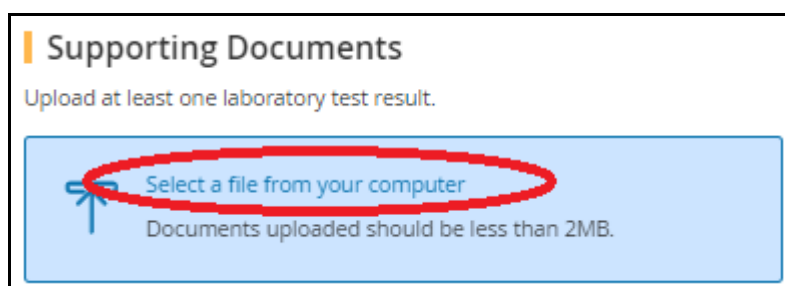 Supporting Documents
Upload at least one laboratory test result.
Select a file from your computer
Documents uploaded should be less than 2MB.